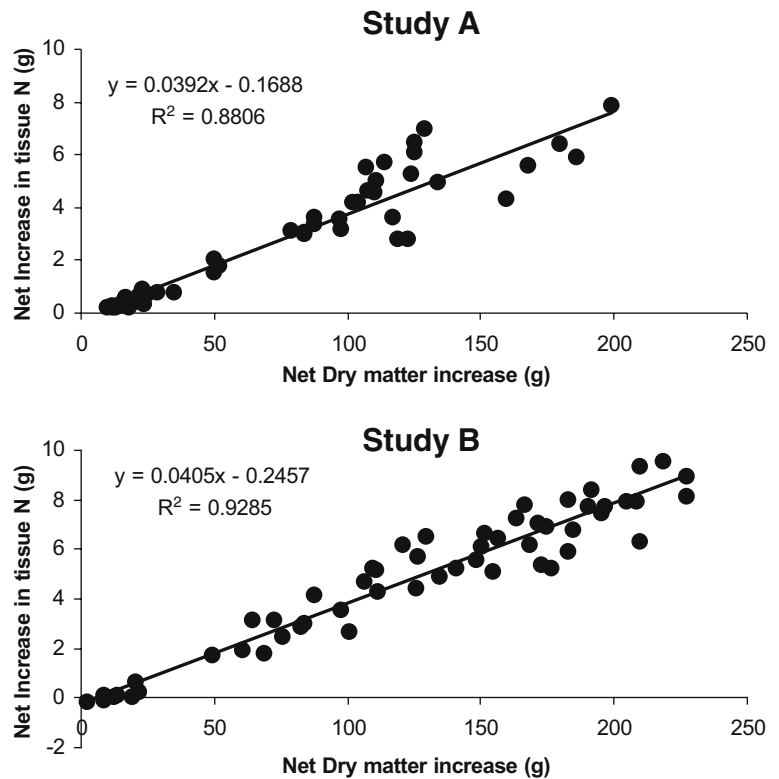 Study A
Net Increase in tissue N (g)
10
8
6
4
2
0
y = 0.0392x - 0.1688
R² = 0.8806
0 50 100 150 200 250
Net Dry matter increase (g)
Study B
Net Increase in tissue N (g)
10
8
6
4
2
0
-2
y = 0.0405x - 0.2457
R² = 0.9285
0 50 100 150 200 250
Net Dry matter increase (g)